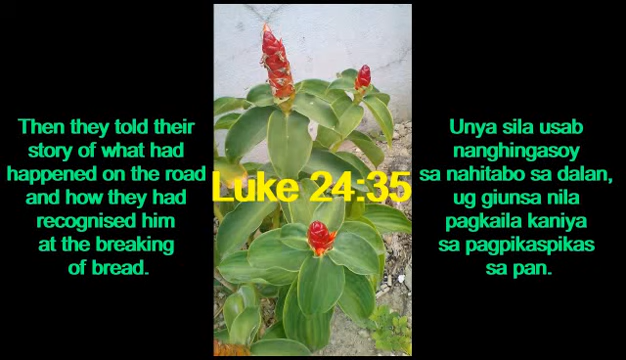 Then they told their
story of what had
happened on the road
and how they had
recognised him
at the breaking
of bread.
Luke 24:35
Unya sila usab
nanghingasoy
sa nahitabo sa dalan,
ug giunsa nila
pagkaila kaniya
sa pagpikaspikas
sa pan.